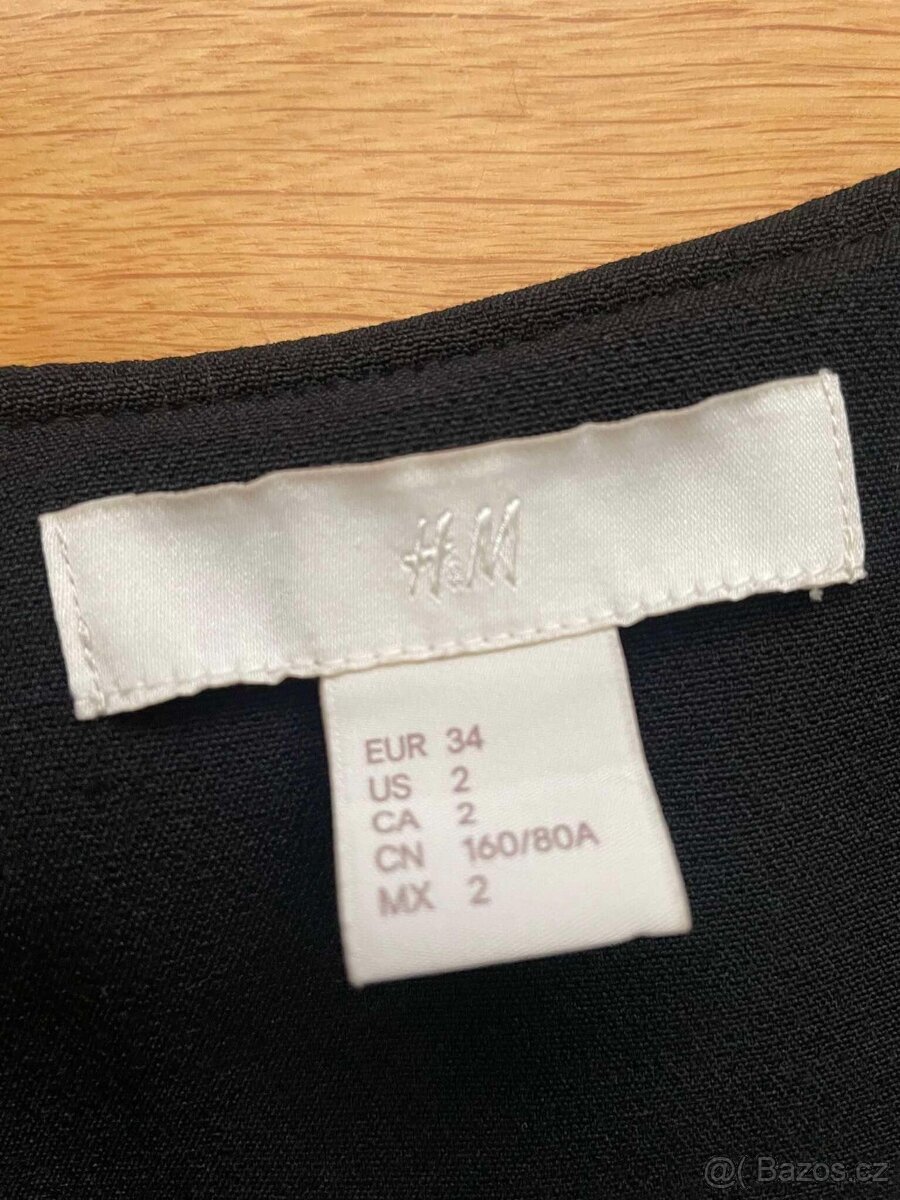 H&M
EUR 34
US 2
CA 2
CN 160/80A
MX 2
@( Bazos.cz